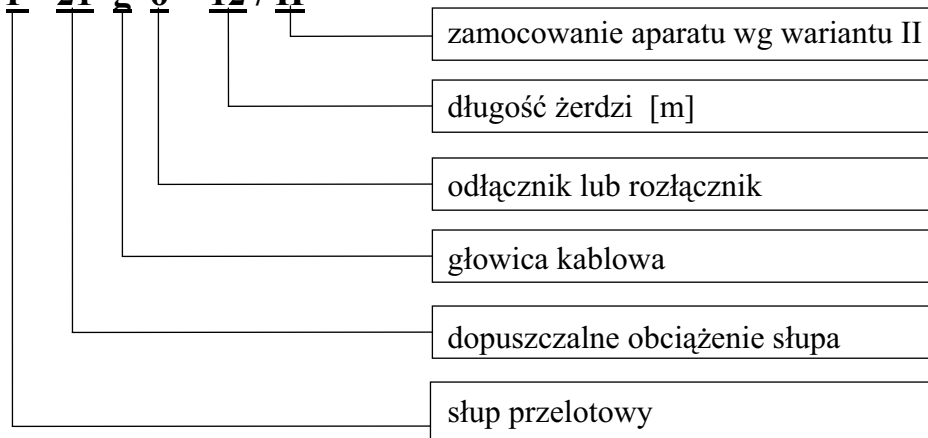 zamocowanie aparatu wg wariantu II
długość żerdzi [m]
odłącznik lub rozłącznik
głowica kablowa
dopuszczalne obciążenie słupa
słup przelotowy